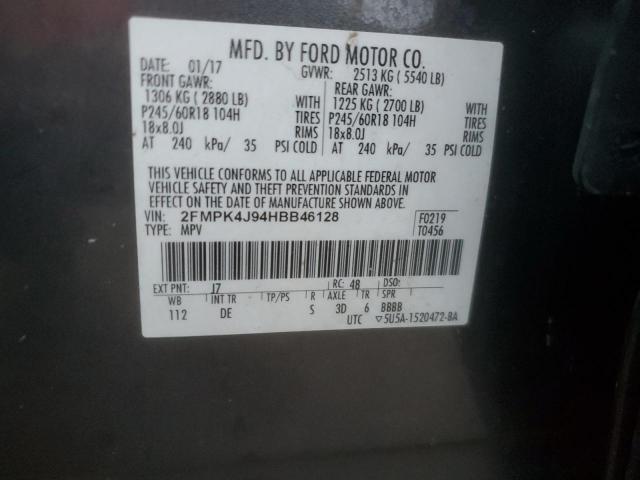 MFD. BY FORD MOTOR CO.
DATE: 01/17 GVWR: 2513 KG ( 5540 LB)
FRONT GAWR: REAR GAWR:
1306 KG ( 2880 LB) WITH 1225 KG ( 2700 LB) WITH
P245/60R18 104H TIRES P245/60R18 104H TIRES
18x8.0J RIMS 18x8.0J RIMS
AT 240 kPa/ 35 PSI COLD AT 240 kPa/ 35 PSI COLD
THIS VEHICLE CONFORMS TO ALL APPLICABLE FEDERAL MOTOR
VEHICLE SAFETY AND THEFT PREVENTION STANDARDS IN
EFFECT ON THE DATE OF MANUFACTURE SHOWN ABOVE.
VIN: 2FMPK4J94HBB46128 F0219
TYPE: MPV T0456
EXT PNT: J7 RC: 48 DSO:
WB INT TR TP/PS R AXLE TR SPR
112 DE S 3D 6 BBBB
UTC ▽5U5A-1520472-BA